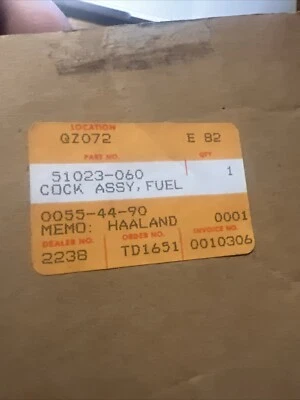 LOCATION
QZ072 E 82
PART NO. QTY
51023-060 1
COCK ASSY, FUEL
0055-44-90
MEMO: HAALAND 0001
DEALER NO. ORDER NO. INVOICE NO.
2238 TD1651 0010306